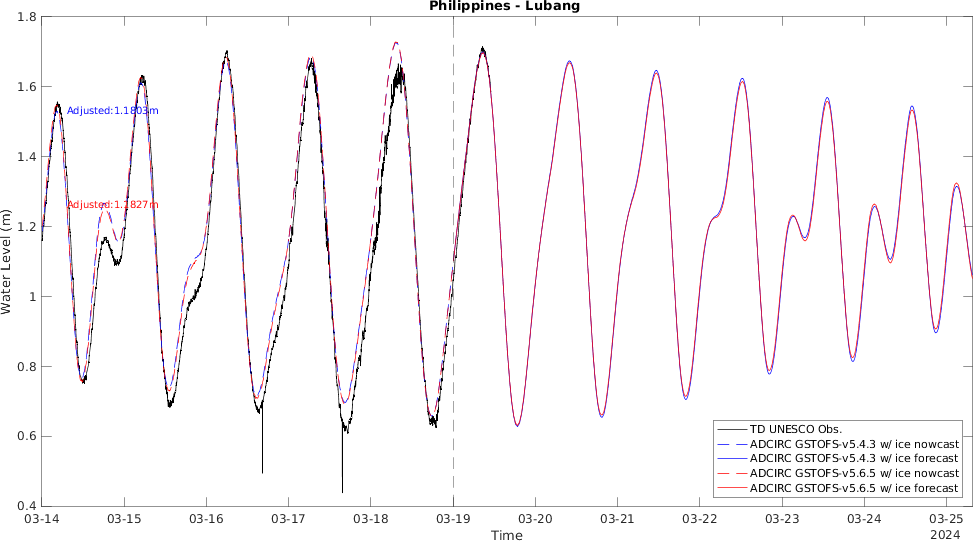 Philippines - Lubang
1.8
1.6
1.4
1.2
1
0.8
0.6
0.4
Water Level (m)
Adjusted:1.1803m
Adjusted:1.1827m
TD UNESCO Obs.
ADCIRC GSTOFS-v5.4.3 w/ ice nowcast
ADCIRC GSTOFS-v5.4.3 w/ ice forecast
ADCIRC GSTOFS-v5.6.5 w/ ice nowcast
ADCIRC GSTOFS-v5.6.5 w/ ice forecast
03-14 03-15 03-16 03-17 03-18 03-19 03-20 03-21 03-22 03-23 03-24 03-25
2024
Time